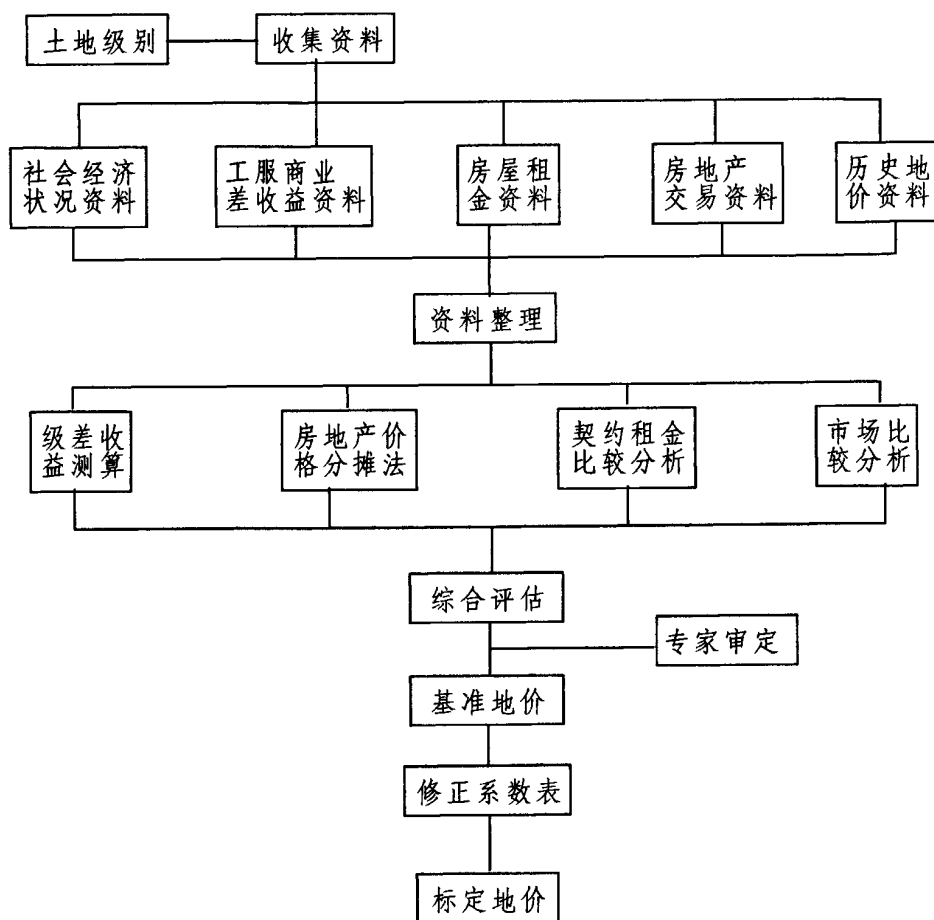 土地级别
收集资料
社会经济
状况资料
工服商业
差收益资料
房屋租
金资料
房地产
交易资料
历史地
价资料
资料整理
级差收
益测算
房地产价
格分摊法
契约租金
比较分析
市场比
较分析
综合评估
专家审定
基准地价
修正系数表
标定地价